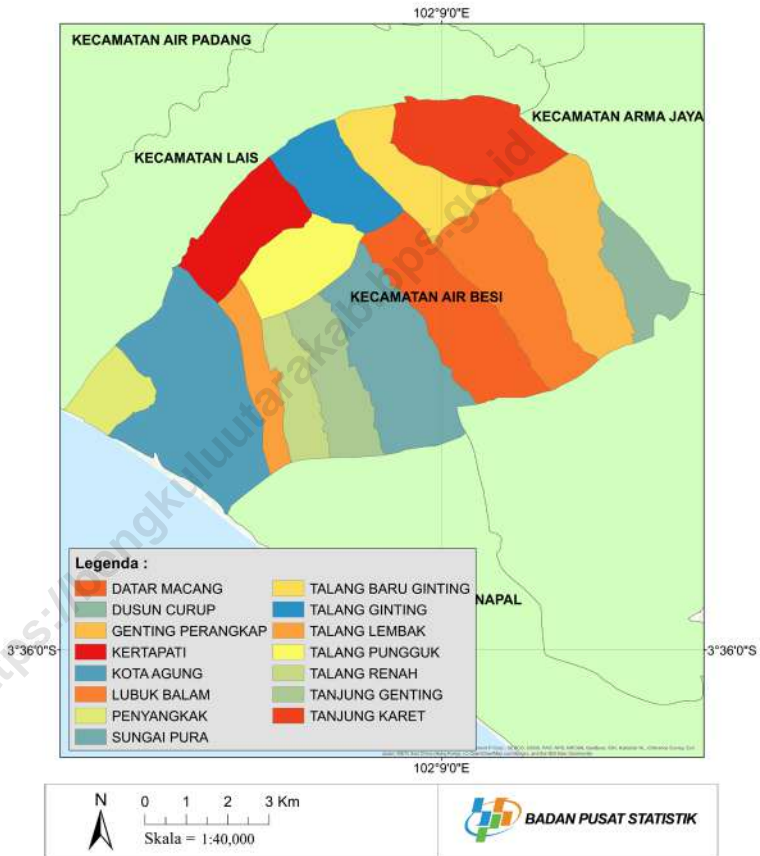 102°9'0"E
KECAMATAN AIR PADANG
KECAMATAN ARMA JAYA
KECAMATAN LAIS
KECAMATAN AIR BESI
https://bengkuluutarakab.bps.go.id
Legenda :
DATAR MACANG
DUSUN CURUP
GENTING PERANGKAP
KERTAPATI
KOTA AGUNG
LUBUK BALAM
PENYANGKAK
SUNGAI PURA
TALANG BARU GINTING
TALANG GINTING
TALANG LEMBAK
TALANG PUNGGUK
TALANG RENAH
TANJUNG GENTING
TANJUNG KARET
NAPAL
3°36'0"S
3°36'0"S
102°9'0"E
N
0 1 2 3 Km
Skala = 1:40,000
BADAN PUSAT STATISTIK